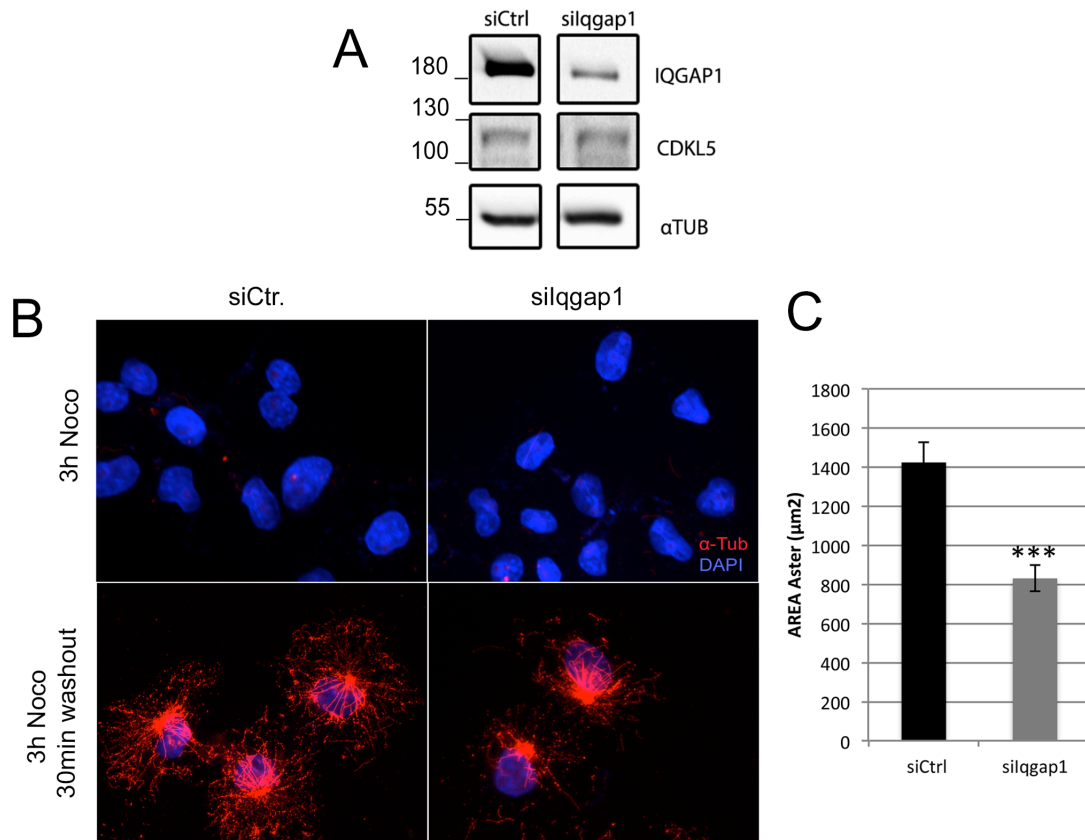 A
siCtrl siIqgap1
180 IQGAP1
130
100 CDKL5
55 αTUB
B
siCtr. siIqgap1
3h Noco
α-Tub
DAPI
3h Noco
30min washout
C
AREA Aster (µm2)
1800
1600
1400
1200
1000
800
600
400
200
0
***
siCtrl siIqgap1